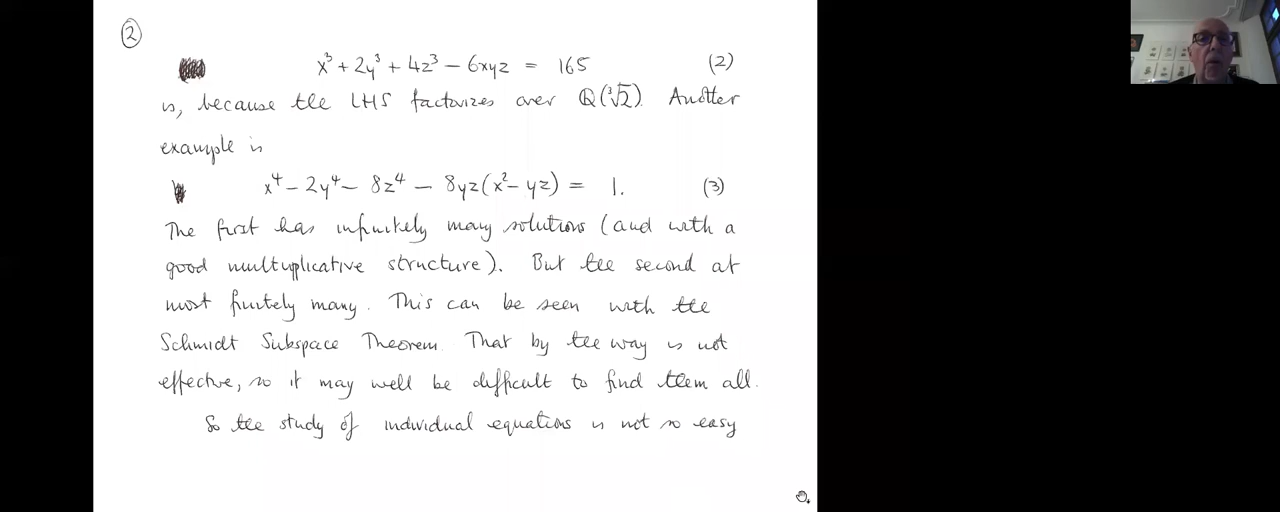 ②
x³ + 2y³ + 4z³ − 6xyz = 165 (2)
is, because the LHS factorizes over ℚ(∛2). Another
example is
x⁴ − 2y⁴ − 8z⁴ − 8yz(x² − yz) = 1. (3)
The first has infinitely many solutions (and with a
good multiplicative structure). But the second at
most finitely many. This can be seen with the
Schmidt Subspace Theorem. That by the way is not
effective, so it may well be difficult to find them all.
So the study of individual equations is not so easy